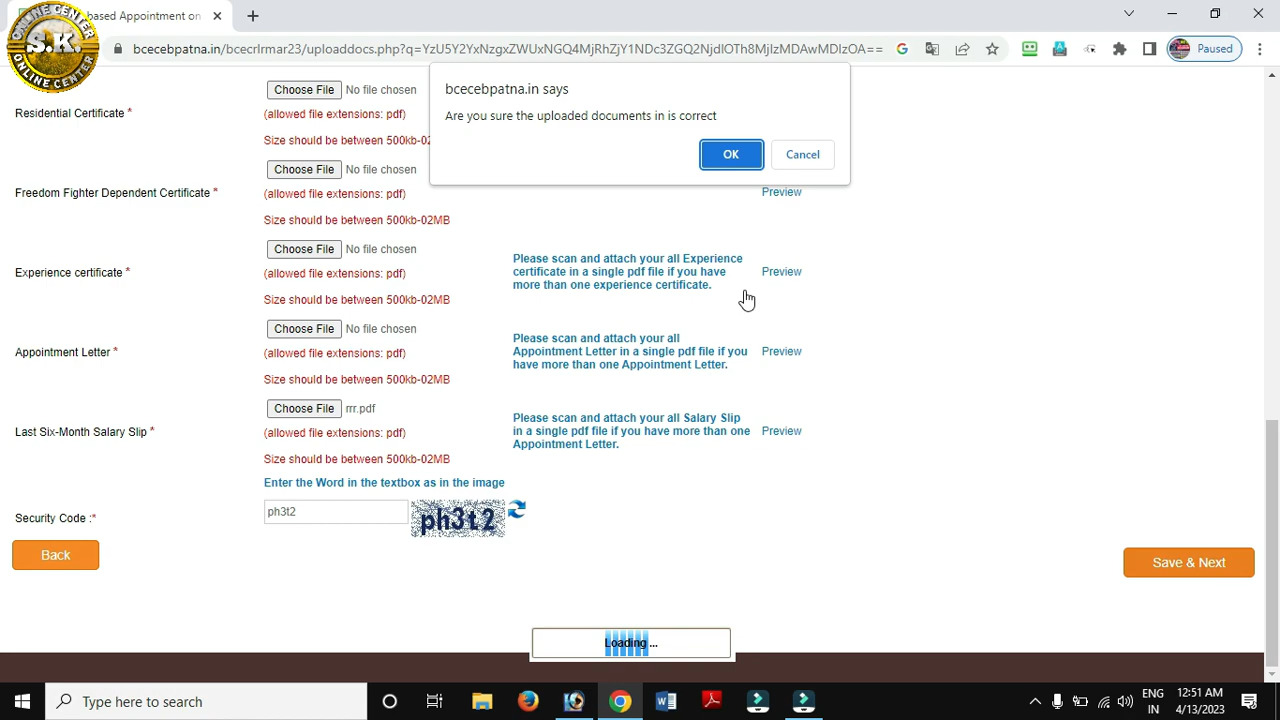 ONLINE CENTER
S.K.
ONLINE CENTER
based Appointment on
bcecebpatna.in/bcecrlrmar23/uploaddocs.php?q=YzU5Y2YxNzgxZWUxNGQ4MjRhZjY1NDc3ZGQ2NjdlOTh8MjIzMDAwMDIzOA==
Paused
bcecebpatna.in says
Are you sure the uploaded documents in is correct
OK
Cancel
Choose File No file chosen
Residential Certificate *
(allowed file extensions: pdf)
Size should be between 500kb-02
Choose File No file chosen
Freedom Fighter Dependent Certificate *
(allowed file extensions: pdf)
Preview
Size should be between 500kb-02MB
Choose File No file chosen
Experience certificate *
(allowed file extensions: pdf)
Size should be between 500kb-02MB
Please scan and attach your all Experience
certificate in a single pdf file if you have
more than one experience certificate.
Preview
Choose File No file chosen
Appointment Letter *
(allowed file extensions: pdf)
Size should be between 500kb-02MB
Please scan and attach your all
Appointment Letter in a single pdf file if you
have more than one Appointment Letter.
Preview
Choose File rrr.pdf
Last Six-Month Salary Slip *
(allowed file extensions: pdf)
Size should be between 500kb-02MB
Please scan and attach your all Salary Slip
in a single pdf file if you have more than one
Appointment Letter.
Preview
Enter the Word in the textbox as in the image
Security Code :*
ph3t2
ph3t2
Back
Save & Next
Loading ...
Type here to search
ENG
IN
12:51 AM
4/13/2023